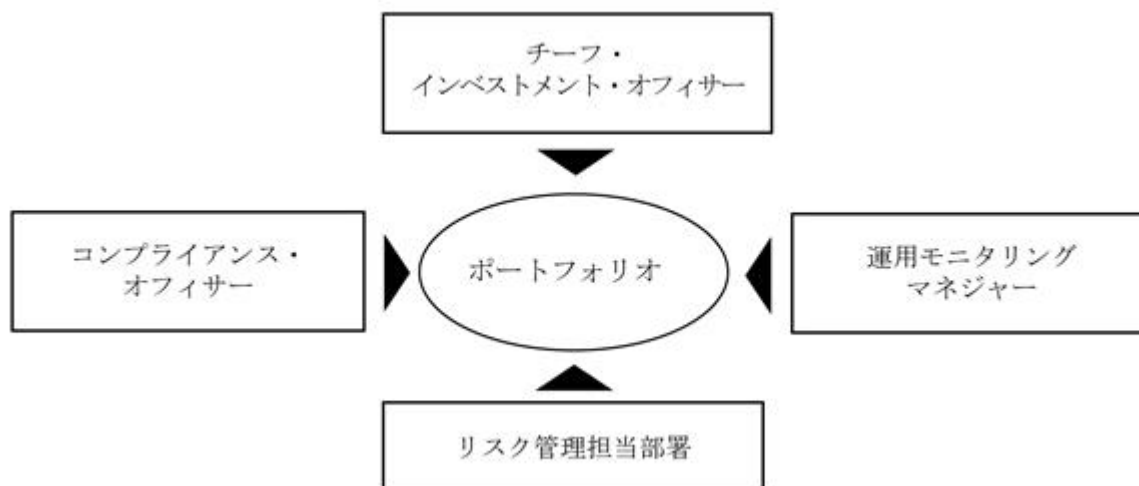 チーフ・
インベストメント・オフィサー
コンプライアンス・
オフィサー
ポートフォリオ
運用モニタリング
マネジャー
リスク管理担当部署